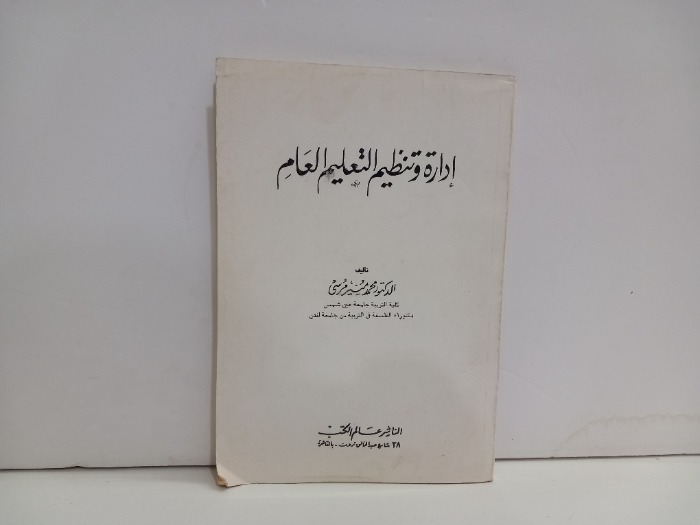 إدارة وتنظيم التعليم العام
تأليف
الدكتور محمد منير مرسي
كلية التربية جامعة عين شمس
دكتوراه الفلسفة في التربية من جامعة لندن
الناشر عالم الكتب
٣٨ شارع عبد الخالق ثروت - بالقاهرة